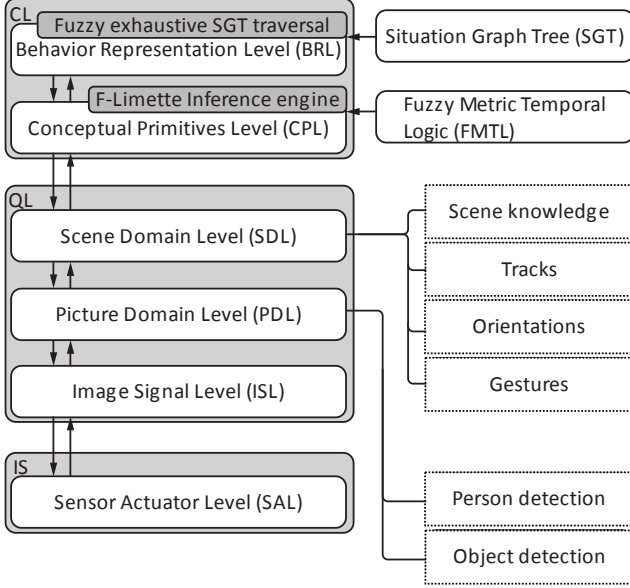 CL
Fuzzy exhaustive SGT traversal
Behavior Representation Level (BRL)
Situation Graph Tree (SGT)
F-Limette Inference engine
Conceptual Primitives Level (CPL)
Fuzzy Metric Temporal
Logic (FMTL)
QL
Scene Domain Level (SDL)
Picture Domain Level (PDL)
Image Signal Level (ISL)
Scene knowledge
Tracks
Orientations
Gestures
IS
Sensor Actuator Level (SAL)
Person detection
Object detection